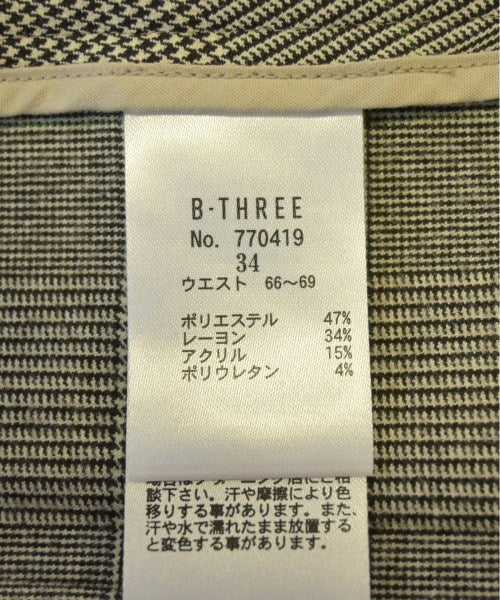 B-THREE
No. 770419
34
ウエスト 66～69
ポリエステル 47%
レーヨン 34%
アクリル 15%
ポリウレタン 4%
談下さい。汗や摩擦により色
移りする事があります。また、
汗や水で濡れたまま放置する
と変色する事があります。